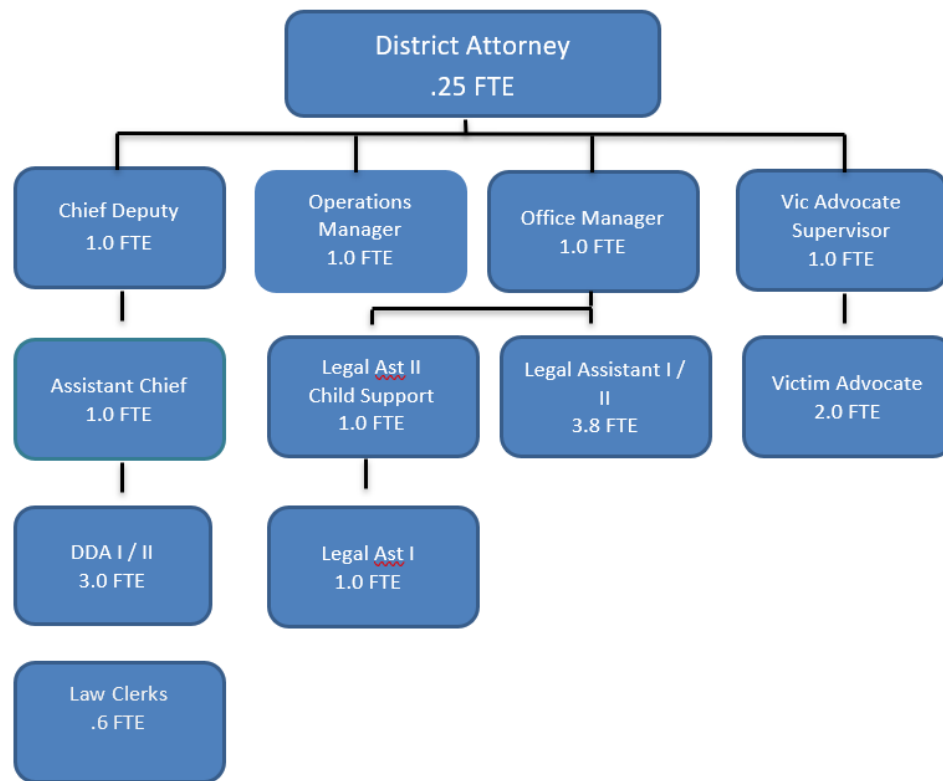 District Attorney
.25 FTE
Chief Deputy
1.0 FTE
Operations
Manager
1.0 FTE
Office Manager
1.0 FTE
Vic Advocate
Supervisor
1.0 FTE
Assistant Chief
1.0 FTE
Legal Ast II
Child Support
1.0 FTE
Legal Assistant I /
II
3.8 FTE
Victim Advocate
2.0 FTE
DDA I / II
3.0 FTE
Legal Ast I
1.0 FTE
Law Clerks
.6 FTE